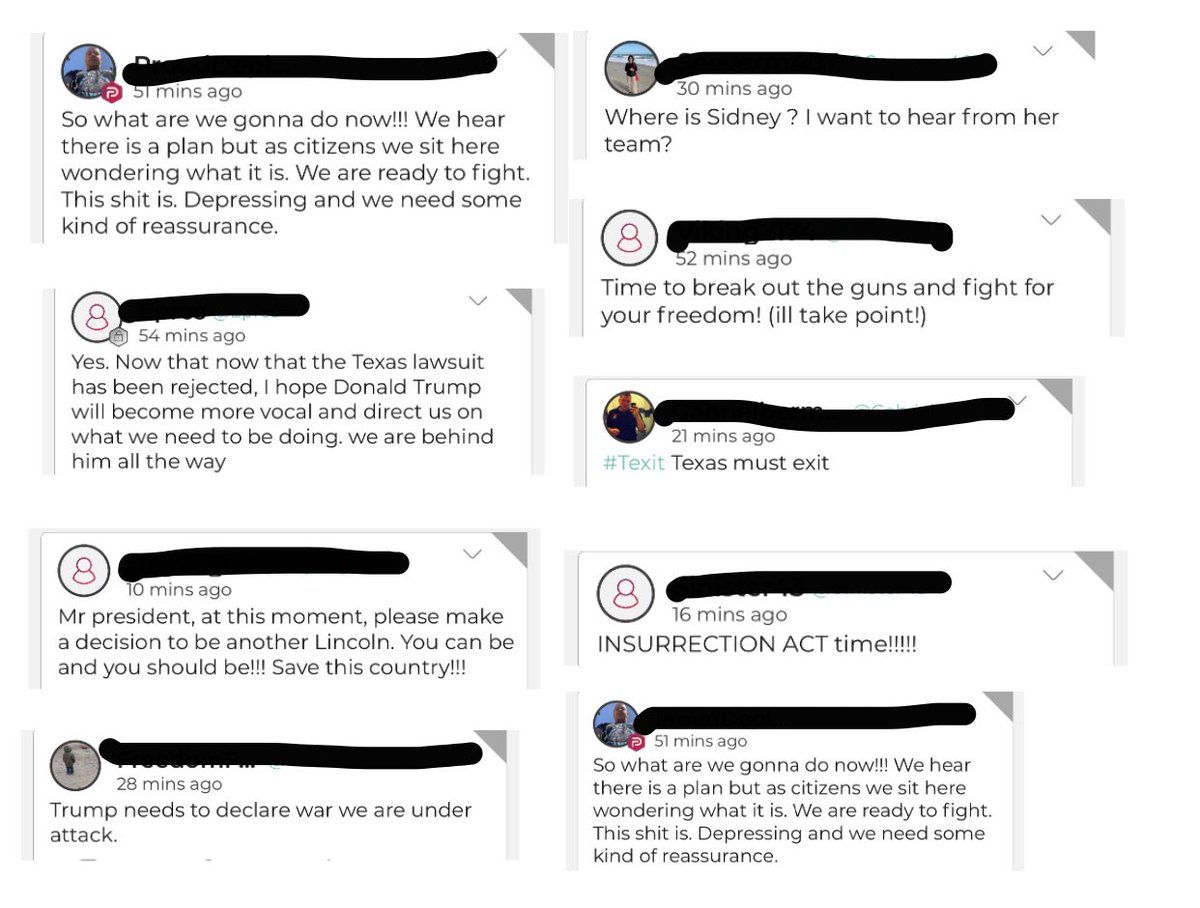 51 mins ago
So what are we gonna do now!!! We hear
there is a plan but as citizens we sit here
wondering what it is. We are ready to fight.
This shit is. Depressing and we need some
kind of reassurance.
54 mins ago
Yes. Now that now that the Texas lawsuit
has been rejected, I hope Donald Trump
will become more vocal and direct us on
what we need to be doing. we are behind
him all the way
10 mins ago
Mr president, at this moment, please make
a decision to be another Lincoln. You can be
and you should be!!! Save this country!!!
28 mins ago
Trump needs to declare war we are under
attack.
30 mins ago
Where is Sidney ? I want to hear from her
team?
52 mins ago
Time to break out the guns and fight for
your freedom! (ill take point!)
21 mins ago
#Texit Texas must exit
16 mins ago
INSURRECTION ACT time!!!!!
51 mins ago
So what are we gonna do now!!! We hear
there is a plan but as citizens we sit here
wondering what it is. We are ready to fight.
This shit is. Depressing and we need some
kind of reassurance.